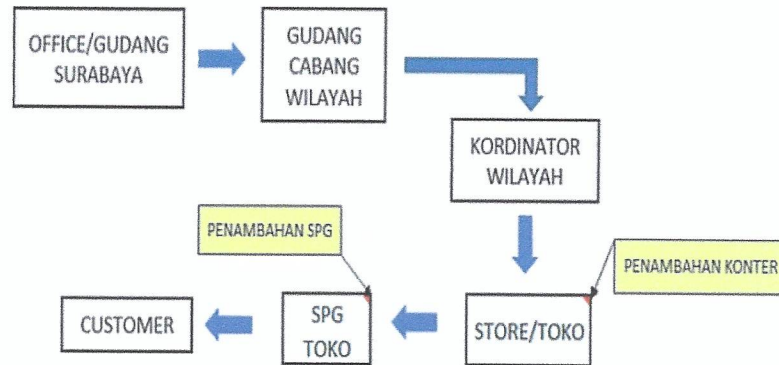 OFFICE/GUDANG
SURABAYA
GUDANG
CABANG
WILAYAH
KORDINATOR
WILAYAH
PENAMBAHAN SPG
PENAMBAHAN KONTER
CUSTOMER
SPG
TOKO
STORE/TOKO